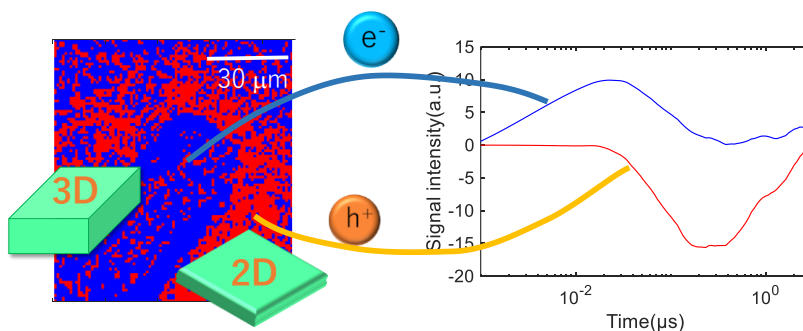 30 μm
3D
2D
e-
h+
Signal intensity(a.u.)
15
10
5
0
-5
-10
-15
-20
10-2
100
Time(μs)